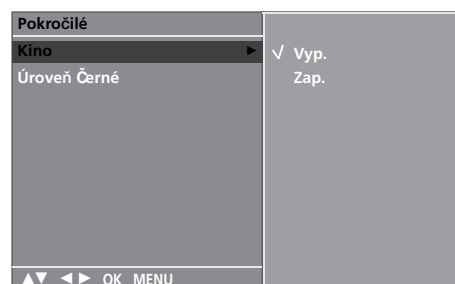 Pokročilé
Kino ►
√ Vyp.
Úroveň Černé
Zap.
▲▼ ◄► OK MENU